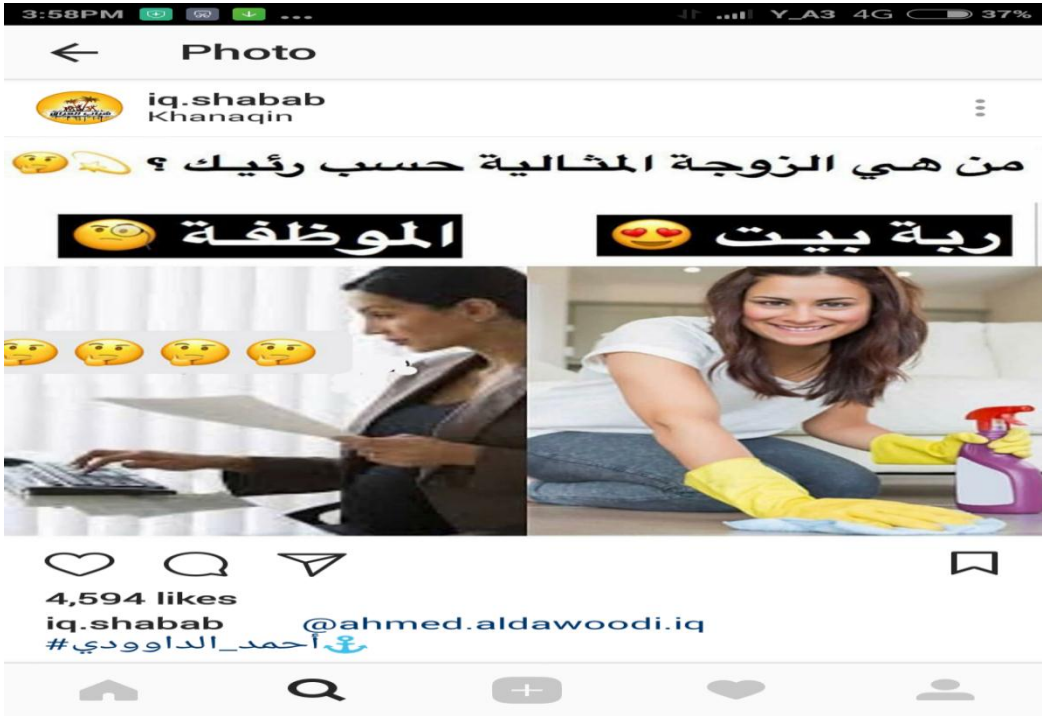 3:58PM ... Y_A3 4G 37%
Photo
iq.shabab
Khanaqin
من هي الزوجة المثالية حسب رئيك ؟ 💫🤔
ربة بيت 😍
الموظفة 🧐
🤔 🤔 🤔 🤔
4,594 likes
iq.shabab @ahmed.aldawoodi.iq
#أحمد_الداوودي⚓